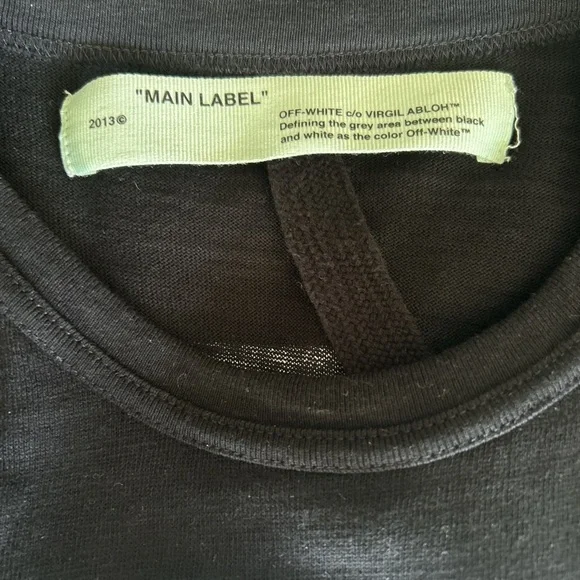 "MAIN LABEL"
2013©
OFF-WHITE c/o VIRGIL ABLOH™
Defining the grey area between black
and white as the color Off-White™